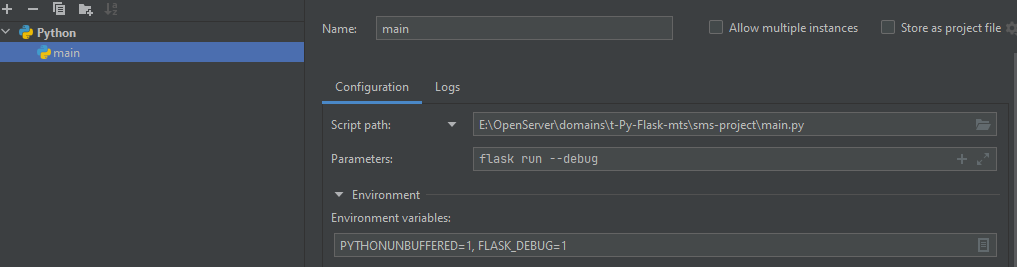 Python
main
Name: main Allow multiple instances Store as project file
Configuration Logs
Script path: E:\OpenServer\domains\t-Py-Flask-mts\sms-project\main.py
Parameters: flask run --debug
Environment
Environment variables:
PYTHONUNBUFFERED=1, FLASK_DEBUG=1